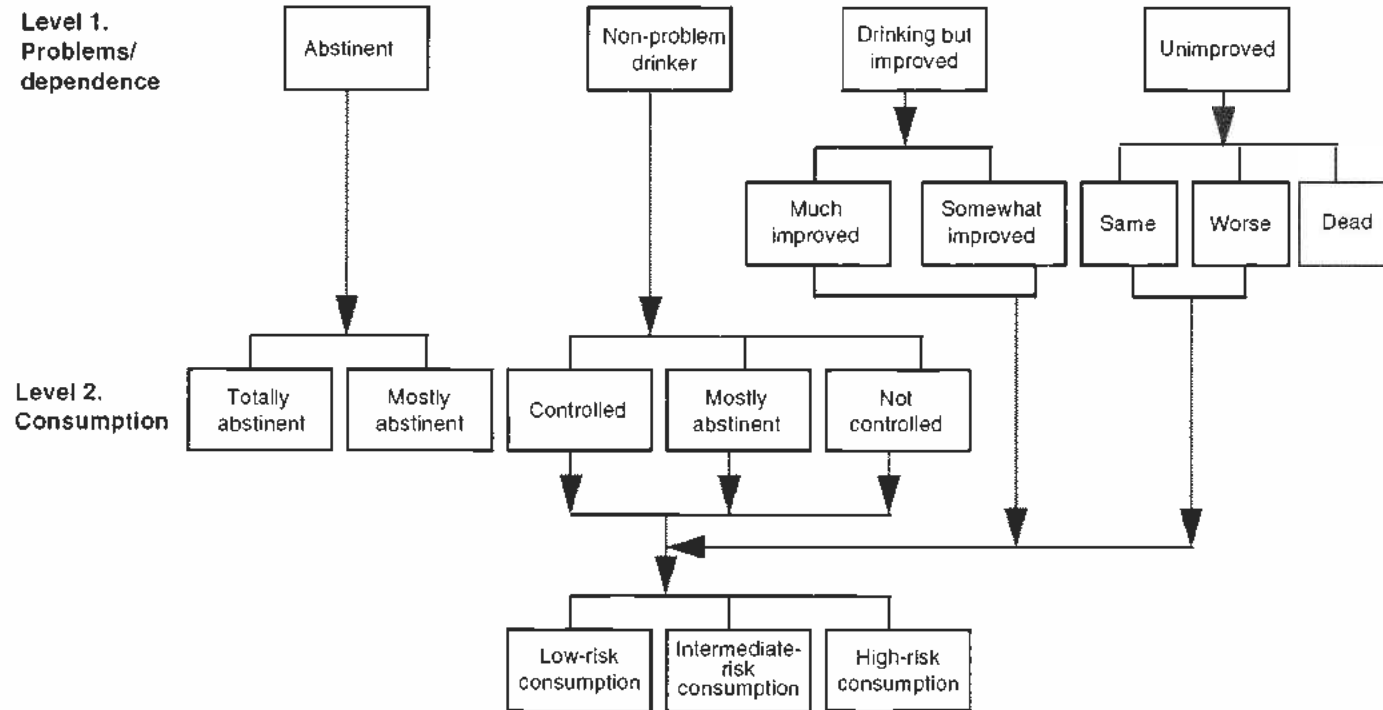 Level 1.
Problems/
dependence
Abstinent
Non-problem
drinker
Drinking but
improved
Unimproved
Much
improved
Somewhat
improved
Same
Worse
Dead
Level 2.
Consumption
Totally
abstinent
Mostly
abstinent
Controlled
Mostly
abstinent
Not
controlled
Low-risk
consumption
Intermediate-
risk
consumption
High-risk
consumption